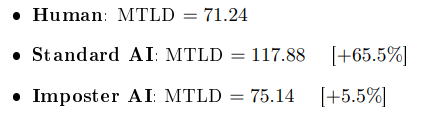 • Human: MTLD = 71.24
• Standard AI: MTLD = 117.88 [+65.5%]
• Imposter AI: MTLD = 75.14 [+5.5%]